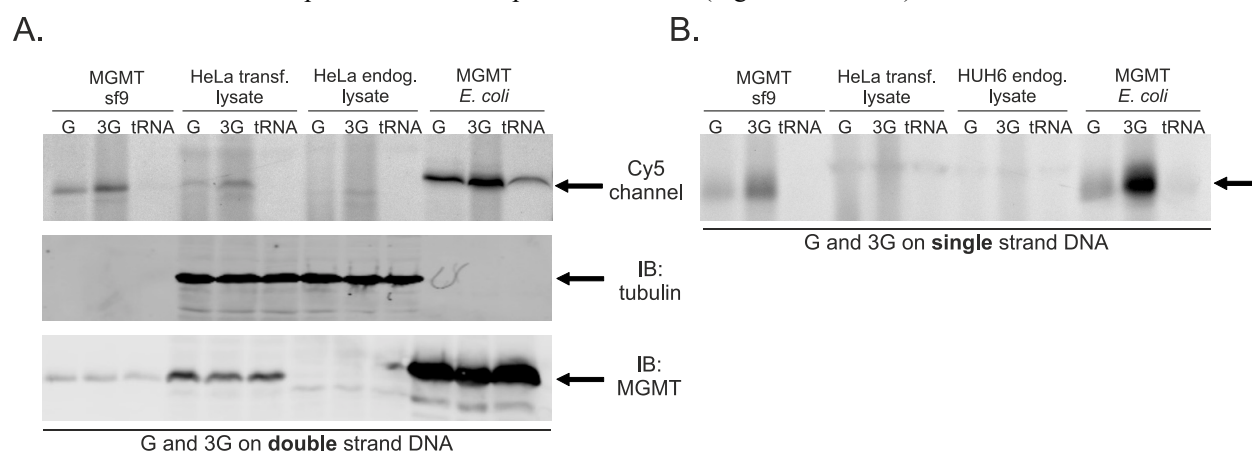 A.
B.
MGMT sf9
HeLa transf. lysate
HeLa endog. lysate
MGMT E. coli
G 3G tRNA G 3G tRNA G 3G tRNA G 3G tRNA
Cy5 channel
IB: tubulin
IB: MGMT
G and 3G on double strand DNA
MGMT sf9
HeLa transf. lysate
HUH6 endog. lysate
MGMT E. coli
G 3G tRNA G 3G tRNA G 3G tRNA G 3G tRNA
G and 3G on single strand DNA